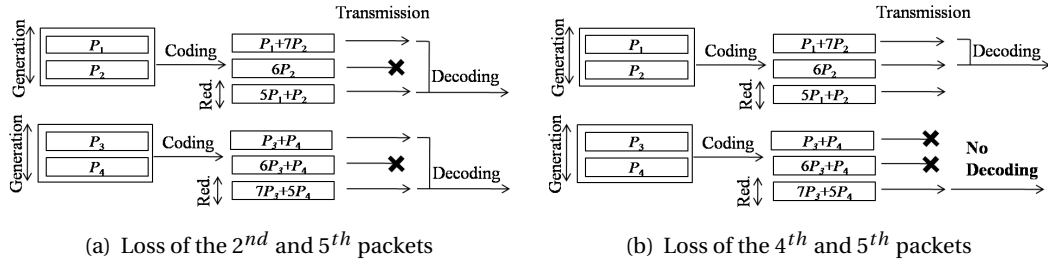 Transmission
Generation
P1
P2
Coding
P1+7P2
6P2
5P1+P2
Red.
Decoding
Generation
P3
P4
Coding
P3+P4
6P3+P4
7P3+5P4
Red.
Decoding
(a) Loss of the 2nd and 5th packets
Transmission
Generation
P1
P2
Coding
P1+7P2
6P2
5P1+P2
Red.
Decoding
Generation
P3
P4
Coding
P3+P4
6P3+P4
7P3+5P4
Red.
No
Decoding
(b) Loss of the 4th and 5th packets